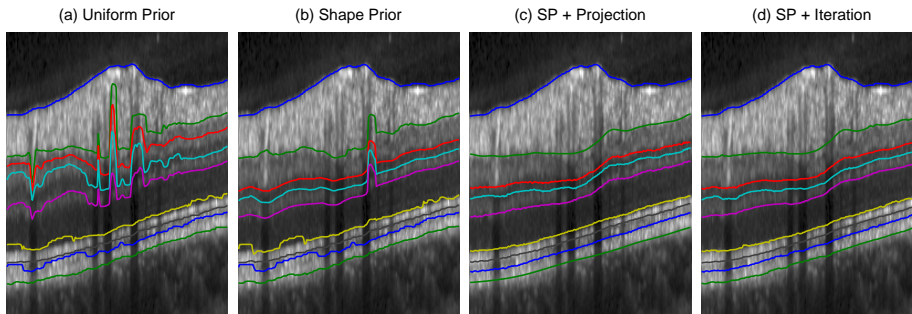 (a) Uniform Prior
(b) Shape Prior
(c) SP + Projection
(d) SP + Iteration